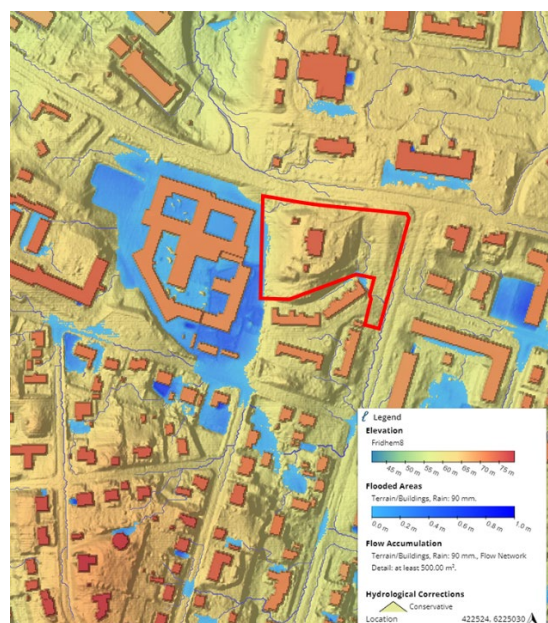 Legend
Elevation
Fridhem8
45 m 50 m 55 m 60 m 65 m 70 m 75 m
Flooded Areas
Terrain/Buildings, Rain: 90 mm.
0.0 m 0.2 m 0.4 m 0.6 m 0.8 m 1.0 m
Flow Accumulation
Terrain/Buildings, Rain: 90 mm., Flow Network
Detail: at least 500.00 m².
Hydrological Corrections
Conservative
Location 422524, 6225030